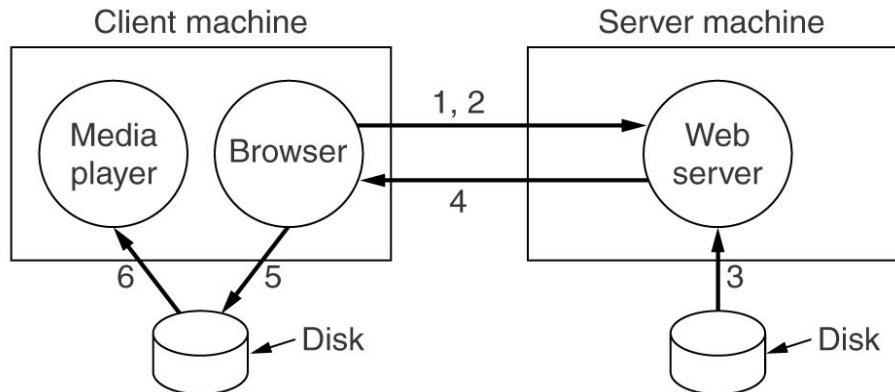 Client machine
Server machine
Media
player
Browser
1, 2
4
Web
server
6
5
3
Disk
Disk